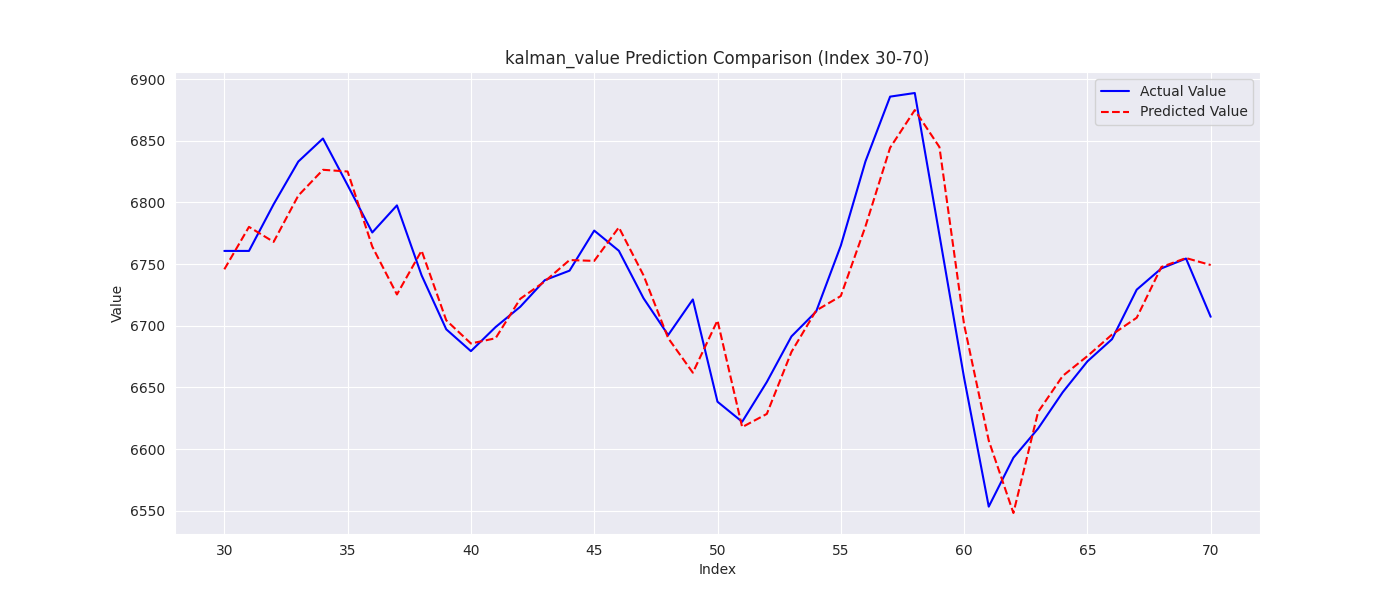 kalman_value Prediction Comparison (Index 30-70)
Actual Value
Predicted Value
6900
6850
6800
6750
6700
6650
6600
6550
Value
30 35 40 45 50 55 60 65 70
Index